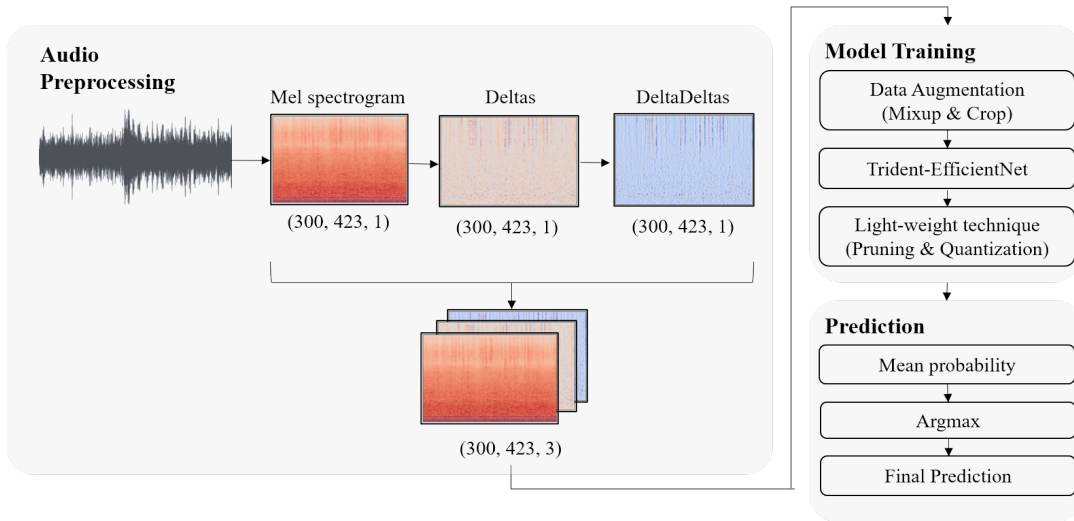 Audio
Preprocessing
Mel spectrogram
Deltas
DeltaDeltas
(300, 423, 1)
(300, 423, 1)
(300, 423, 1)
(300, 423, 3)
Model Training
Data Augmentation
(Mixup & Crop)
Trident-EfficientNet
Light-weight technique
(Pruning & Quantization)
Prediction
Mean probability
Argmax
Final Prediction